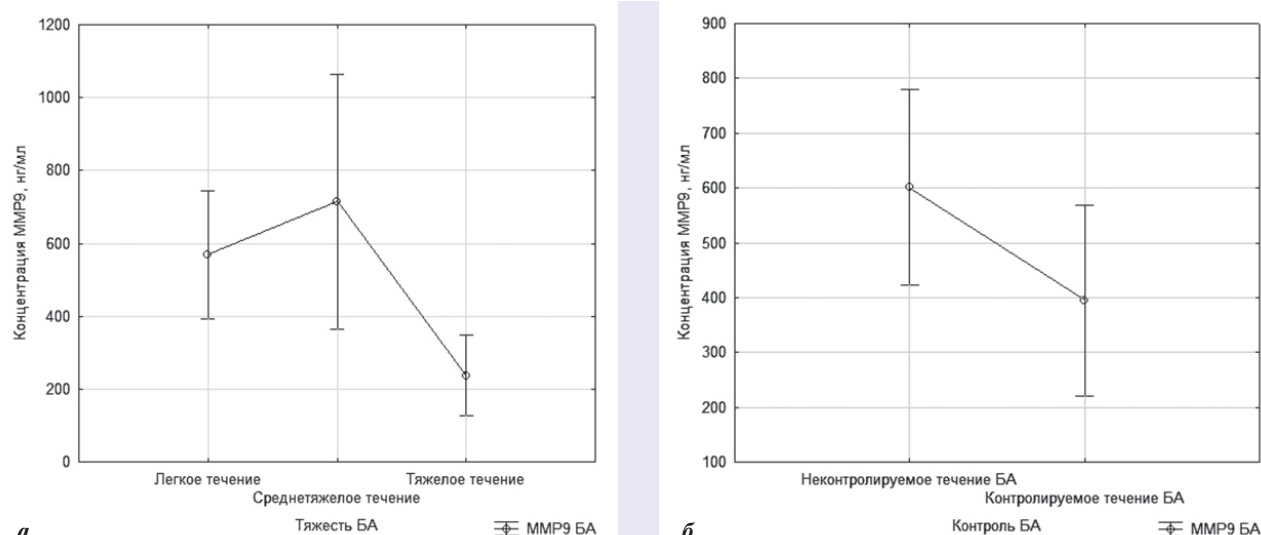 1200
1000
800
600
400
200
0
Концентрация ММР9, нг/мл
Легкое течение
Тяжелое течение
Среднетяжелое течение
Тяжесть БА
ММР9 БА
а
900
800
700
600
500
400
300
200
100
Концентрация ММР9, нг/мл
Неконтролируемое течение БА
Контролируемое течение БА
Контроль БА
ММР9 БА
б